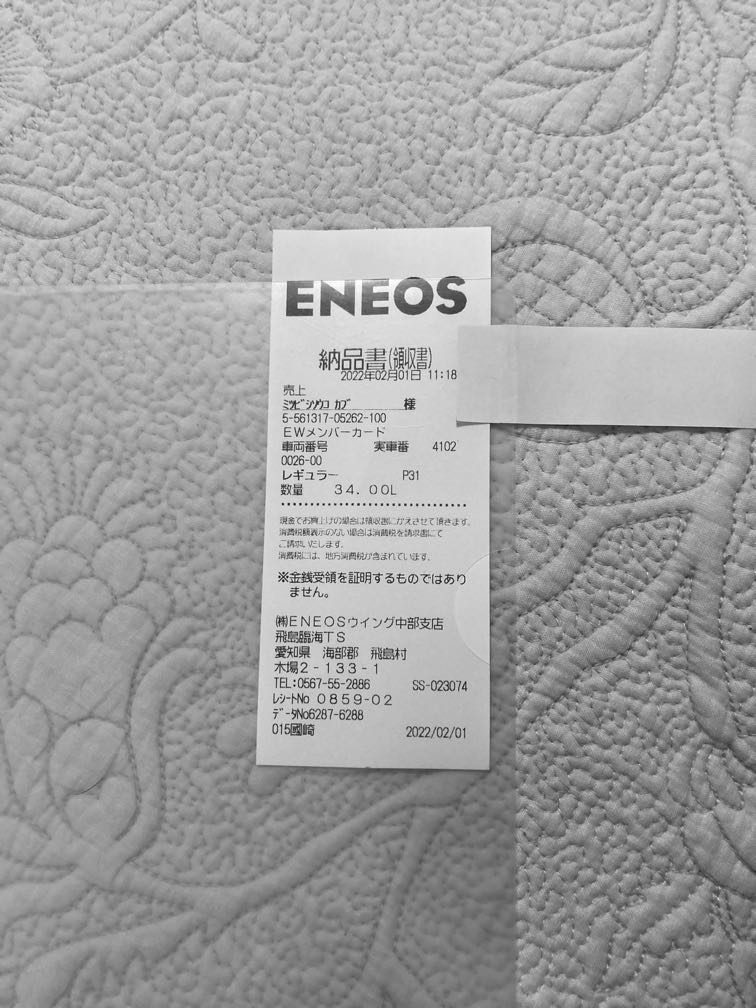 ENEOS
納品書(領収書)
2022年02月01日 11:18
売上
ﾐﾂﾋﾞｼｿｳｺ ｶﾌﾞ 様
5-561317-05262-100
ＥＷメンバーカード
車両番号 実車番 4102
0026-00
レギュラー P31
数量 ３４．００Ｌ
現金でお買上げの場合は領収書にかえさせて頂きます。
消費税額表示のない場合は消費税を請求書にて
ご請求いたします。
消費税には、地方消費税が含まれています。
※金銭受領を証明するものではあり
ません。
㈱ＥＮＥＯＳウイング中部支店
飛島臨海ＴＳ
愛知県 海部郡 飛島村
木場２－１３３－１
TEL:0567-55-2886 SS-023074
ﾚｼｰﾄNo ０８５９-０２
ﾃﾞｰﾀNo6287-6288
015國崎 2022/02/01